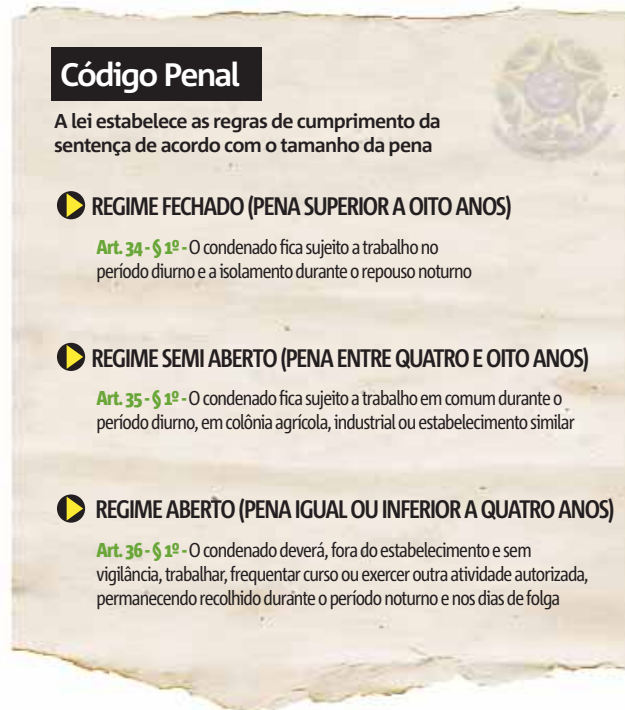 Código Penal
A lei estabelece as regras de cumprimento da
sentença de acordo com o tamanho da pena
REGIME FECHADO (PENA SUPERIOR A OITO ANOS)
Art. 34 - § 1º - O condenado fica sujeito a trabalho no
período diurno e a isolamento durante o repouso noturno
REGIME SEMI ABERTO (PENA ENTRE QUATRO E OITO ANOS)
Art. 35 - § 1º - O condenado fica sujeito a trabalho em comum durante o
período diurno, em colônia agrícola, industrial ou estabelecimento similar
REGIME ABERTO (PENA IGUAL OU INFERIOR A QUATRO ANOS)
Art. 36 - § 1º - O condenado deverá, fora do estabelecimento e sem
vigilância, trabalhar, frequentar curso ou exercer outra atividade autorizada,
permanecendo recolhido durante o período noturno e nos dias de folga